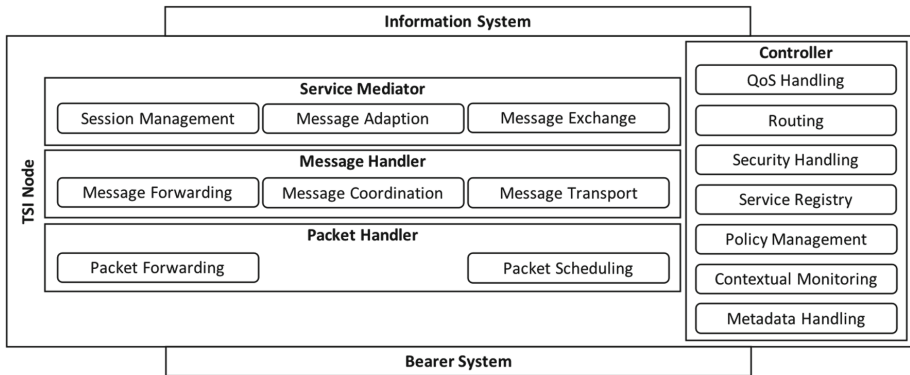 Information System
TSI Node
Service Mediator
Session Management
Message Adaption
Message Exchange
Message Handler
Message Forwarding
Message Coordination
Message Transport
Packet Handler
Packet Forwarding
Packet Scheduling
Controller
QoS Handling
Routing
Security Handling
Service Registry
Policy Management
Contextual Monitoring
Metadata Handling
Bearer System